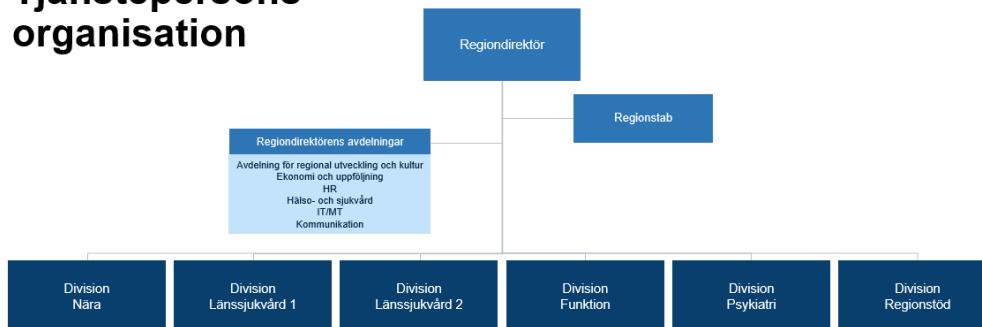 Tjänstepersons
organisation
Regiondirektör
Regionstab
Regiondirektörens avdelningar
Avdelning för regional utveckling och kultur
Ekonomi och uppföljning
HR
Hälso- och sjukvård
IT/MT
Kommunikation
Division
Nära
Division
Länssjukvård 1
Division
Länssjukvård 2
Division
Funktion
Division
Psykiatri
Division
Regionstöd